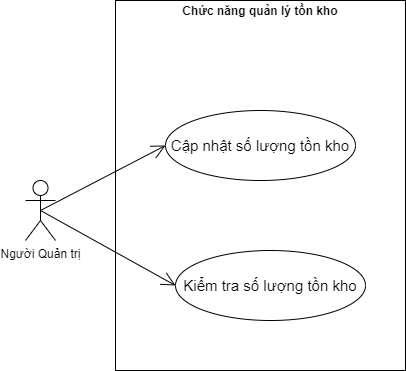 Chức năng quản lý tồn kho
Cập nhật số lượng tồn kho
Người Quản trị
Kiểm tra số lượng tồn kho